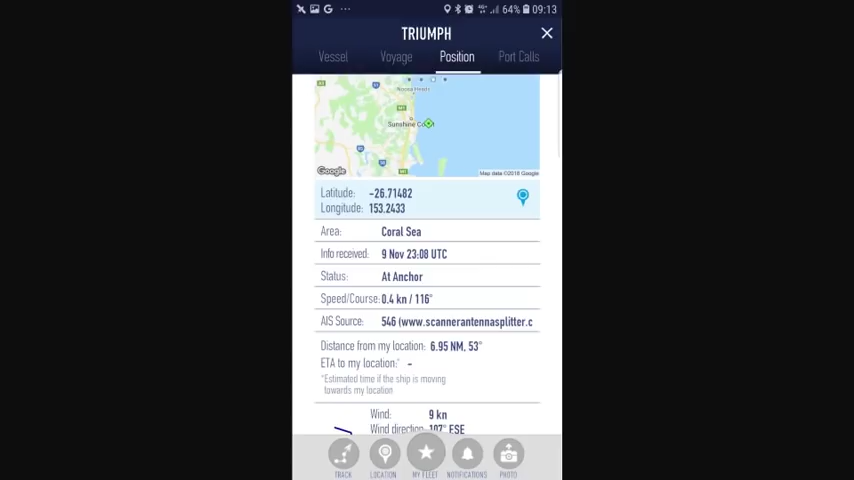 64% 09:13
TRIUMPH
Vessel Voyage Position Port Calls
Noosa Heads
M1
Sunshine Co
M1
Google
Map data ©2018 Google
Latitude: -26.71482
Longitude: 153.2433
Area: Coral Sea
Info received: 9 Nov 23:08 UTC
Status: At Anchor
Speed/Course: 0.4 kn / 116°
AIS Source: 546 (www.scannerantennasplitter.c
Distance from my location: 6.95 NM, 53°
ETA to my location:* -
*Estimated time if the ship is moving
towards my location
Wind: 9 kn
Wind direction: 107° ESE
TRACK LOCATION MY FLEET NOTIFICATIONS PHOTO